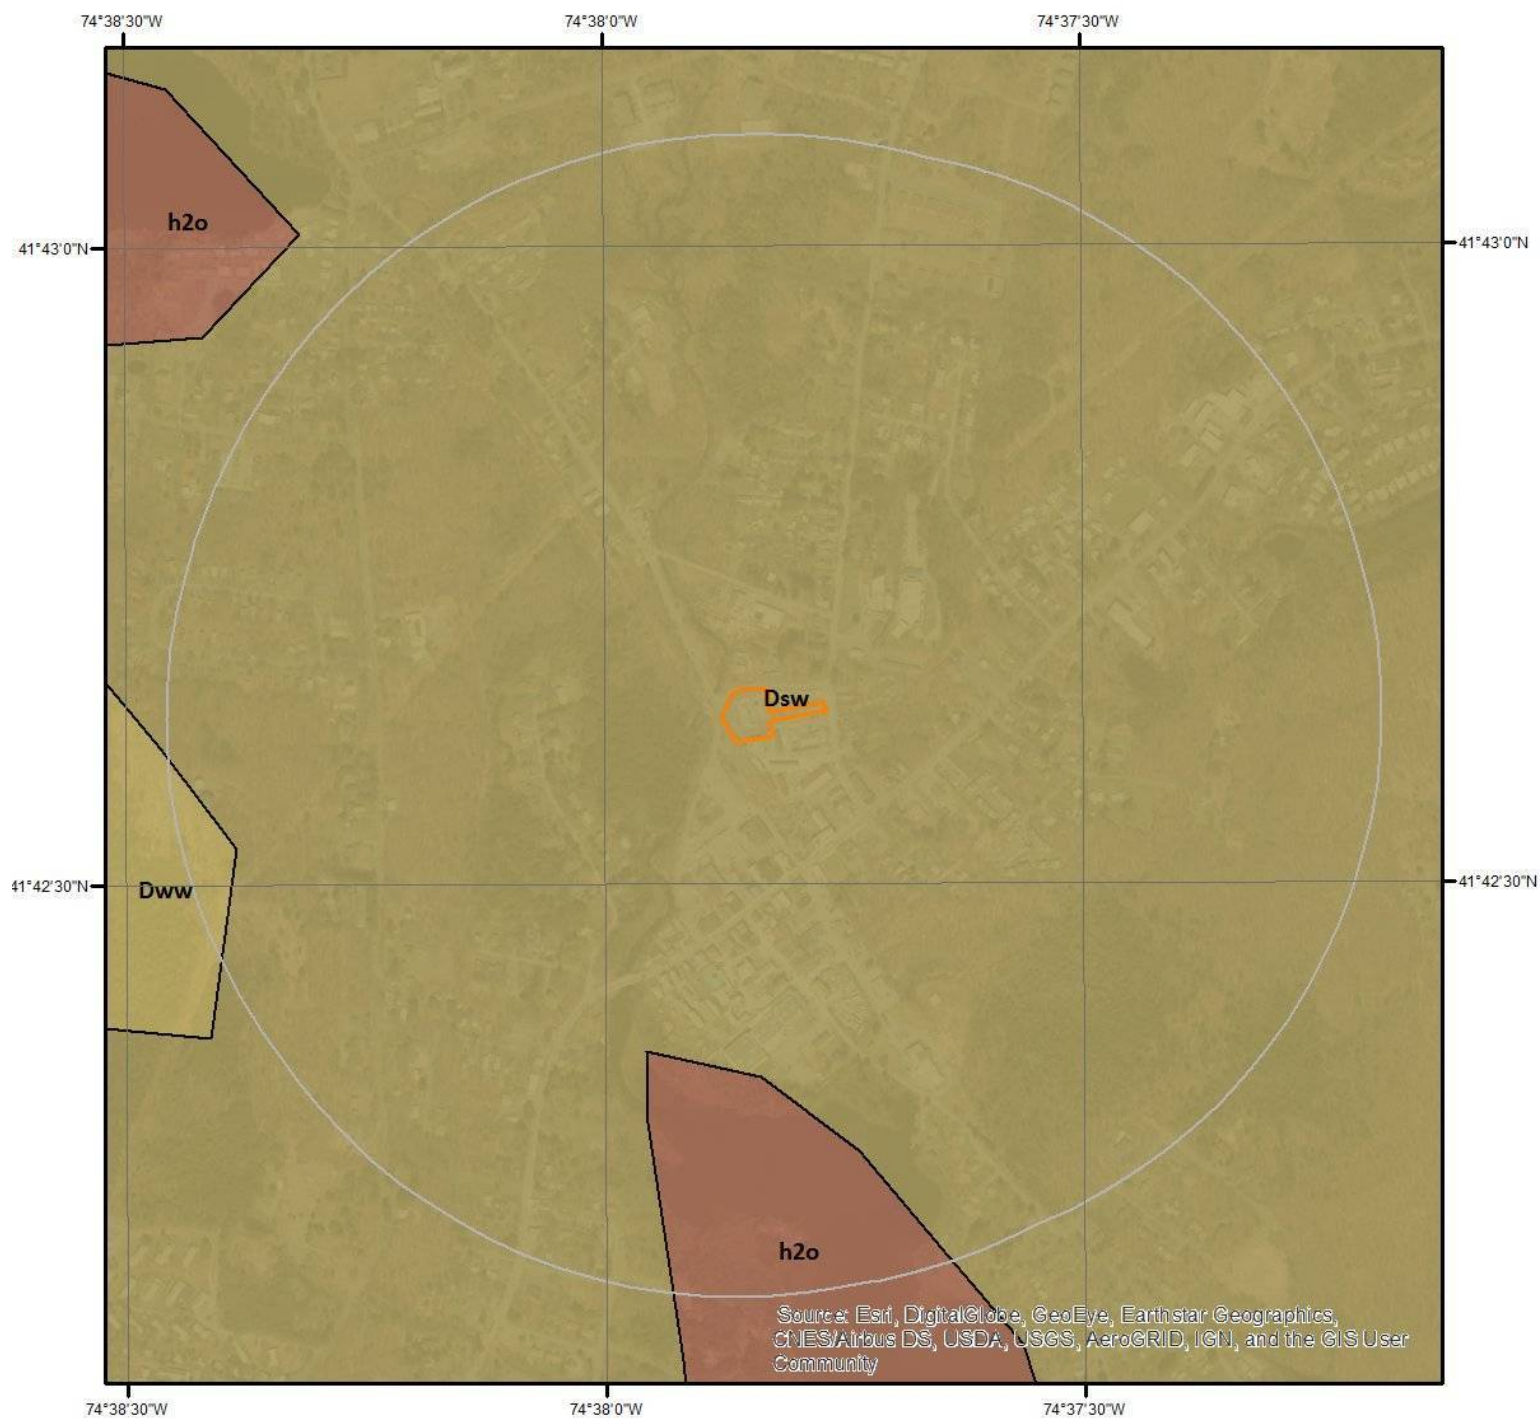 74°38'30"W 74°38'0"W 74°37'30"W
h2o
41°43'0"N 41°43'0"N
Dsw
Dww
41°42'30"N 41°42'30"N
h2o
Source: Esri, DigitalGlobe, GeoEye, Earthstar Geographics,
CNES/Airbus DS, USDA, USGS, AeroGRID, IGN, and the GIS User
Community
74°38'30"W 74°38'0"W 74°37'30"W